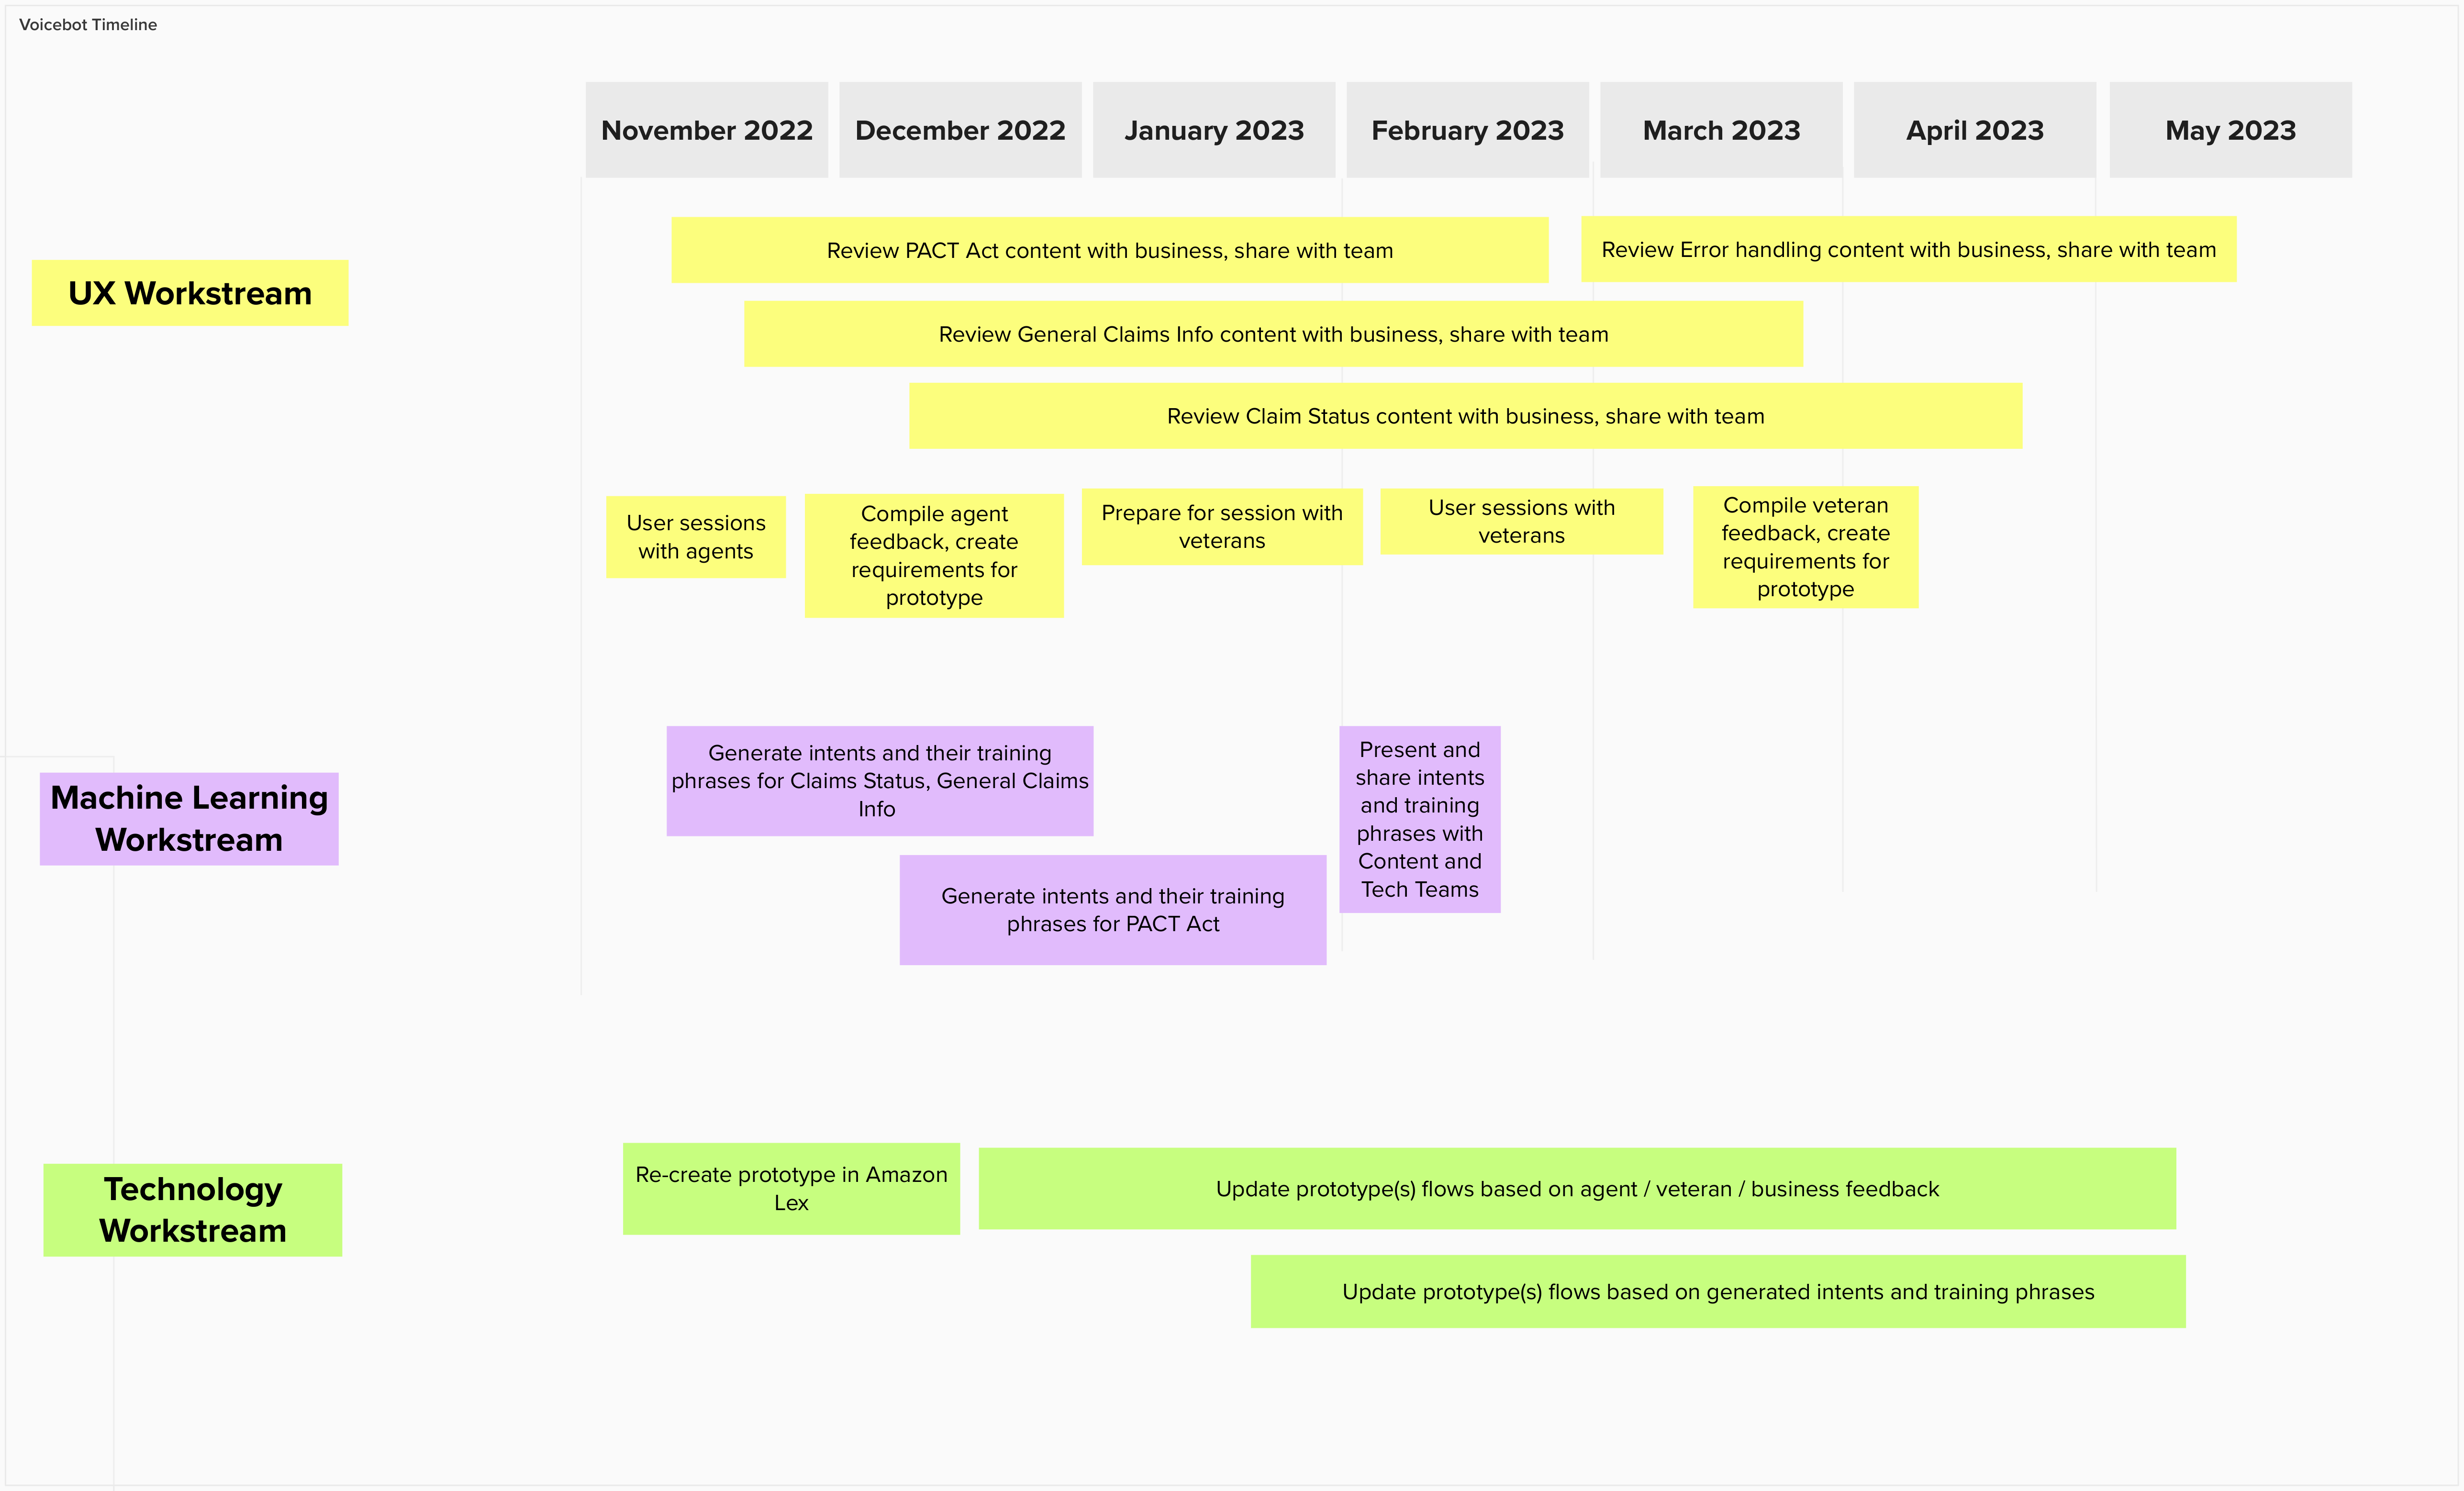 Voicebot Timeline
November 2022
December 2022
January 2023
February 2023
March 2023
April 2023
May 2023
UX Workstream
Review PACT Act content with business, share with team
Review Error handling content with business, share with team
Review General Claims Info content with business, share with team
Review Claim Status content with business, share with team
User sessions
with agents
Compile agent
feedback, create
requirements for
prototype
Prepare for session with
veterans
User sessions with
veterans
Compile veteran
feedback, create
requirements for
prototype
Machine Learning
Workstream
Generate intents and their training
phrases for Claims Status, General Claims
Info
Generate intents and their training
phrases for PACT Act
Present and
share intents
and training
phrases with
Content and
Tech Teams
Technology
Workstream
Re-create prototype in Amazon
Lex
Update prototype(s) flows based on agent / veteran / business feedback
Update prototype(s) flows based on generated intents and training phrases